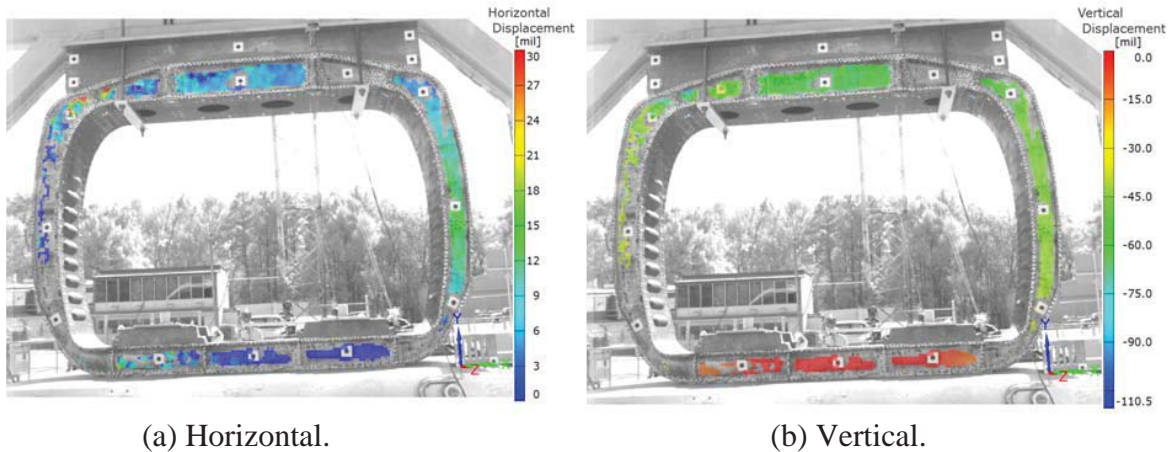 Horizontal
Displacement
[mil]
30
27
24
21
18
15
12
9
6
3
0
Y
Z
(a) Horizontal.
Vertical
Displacement
[mil]
0.0
-15.0
-30.0
-45.0
-60.0
-75.0
-90.0
-110.5
Y
Z
(b) Vertical.